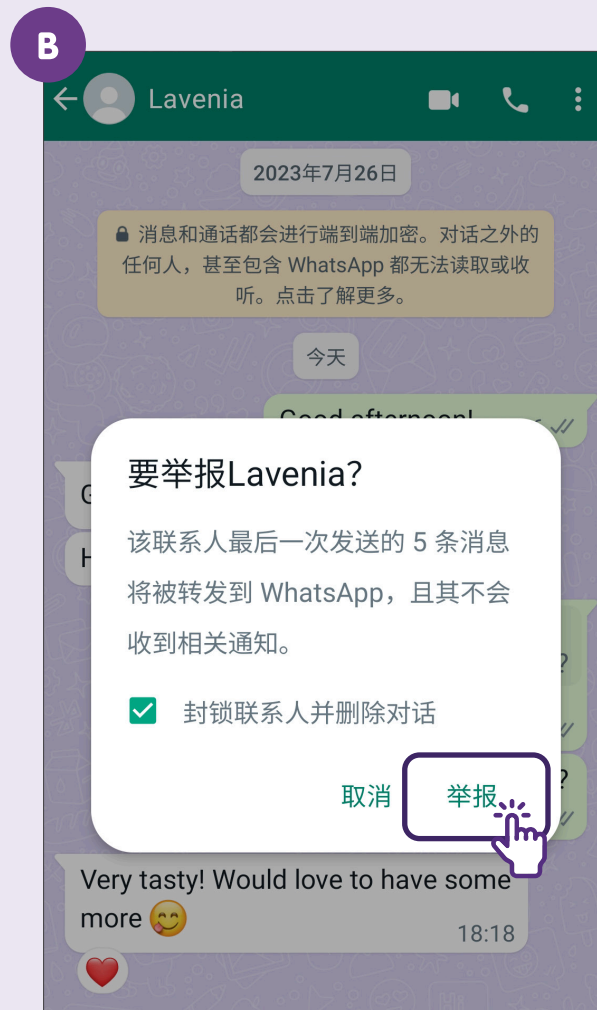 B
Lavenia
2023年7月26日
消息和通话都会进行端到端加密。对话之外的
任何人，甚至包含 WhatsApp 都无法读取或收
听。点击了解更多。
今天
Good afternoon!
要举报Lavenia？
该联系人最后一次发送的 5 条消息
将被转发到 WhatsApp，且其不会
收到相关通知。
封锁联系人并删除对话
取消 举报
Very tasty! Would love to have some
more 😋
18:18